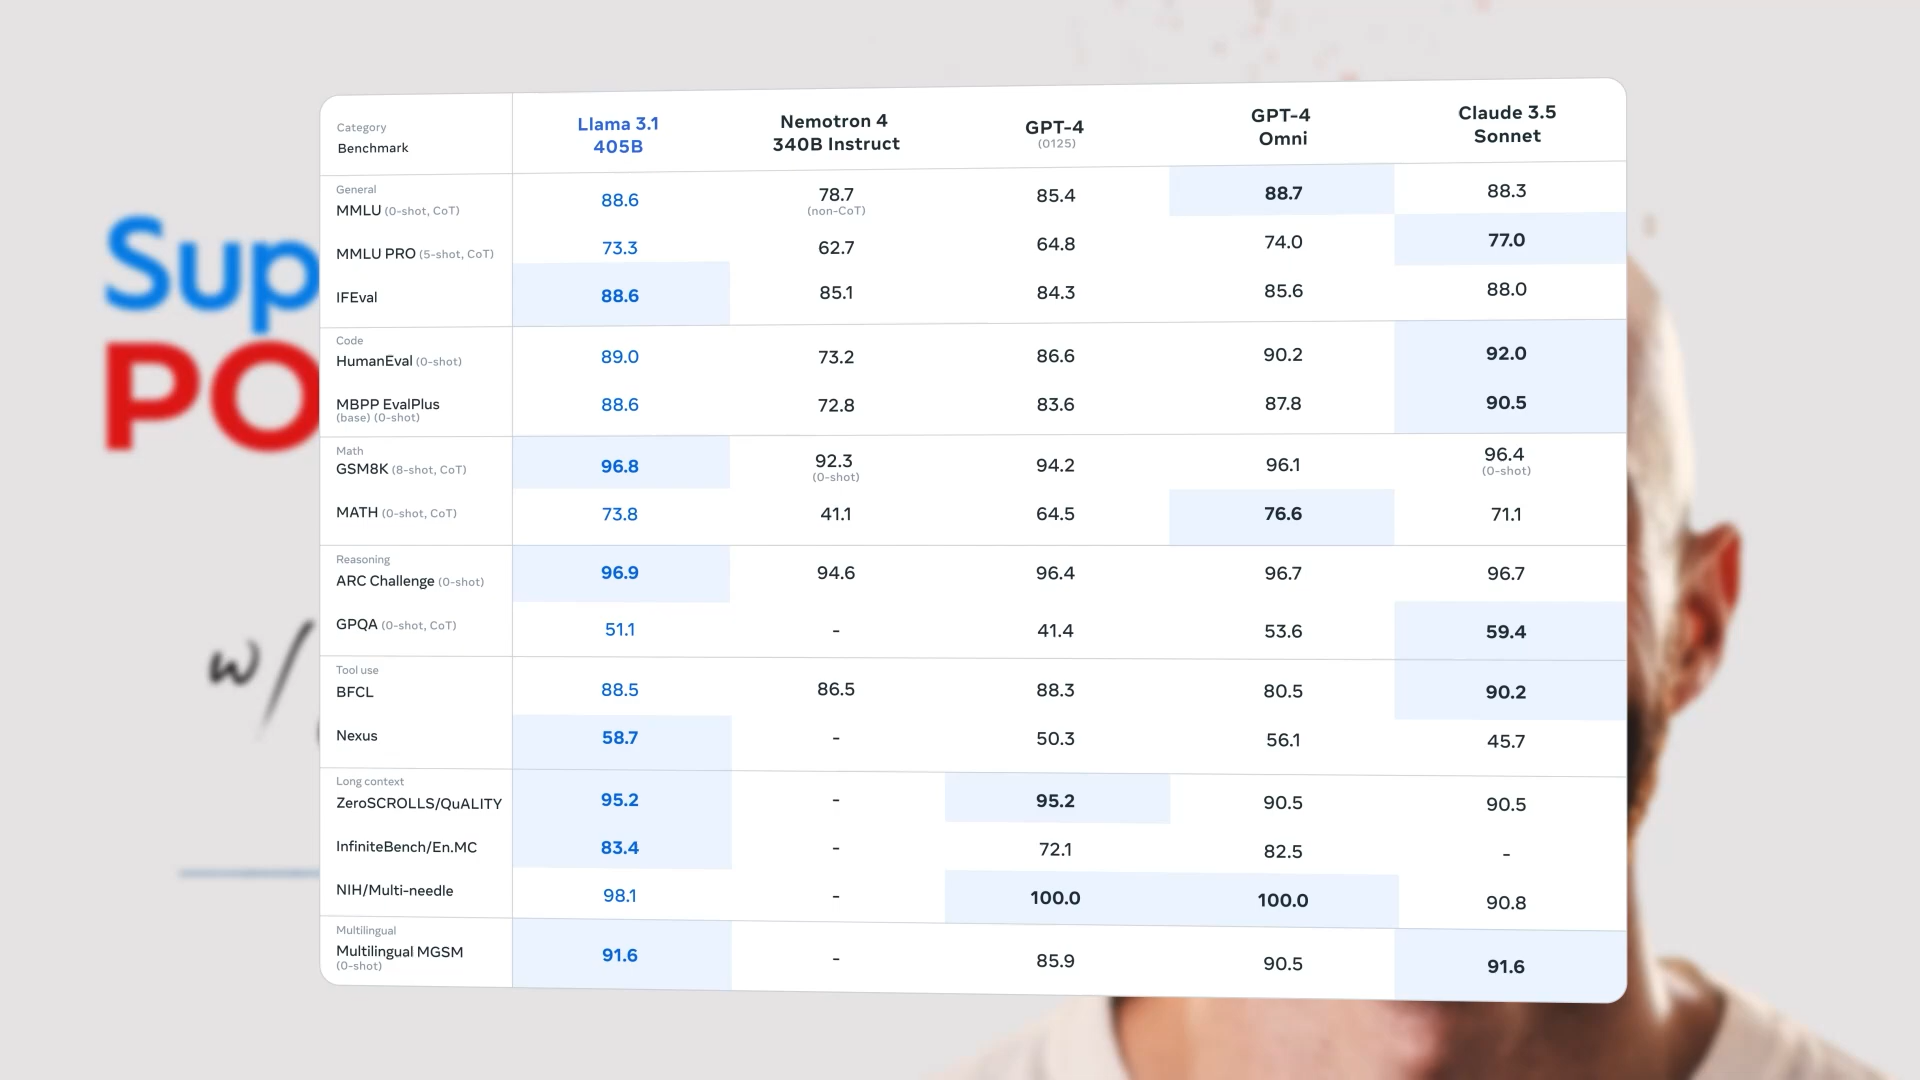 Sup
PO
w/
Category
Benchmark
Llama 3.1
405B
Nemotron 4
340B Instruct
GPT-4
(0125)
GPT-4
Omni
Claude 3.5
Sonnet
General
MMLU (0-shot, CoT) 88.6 78.7 (non-CoT) 85.4 88.7 88.3
MMLU PRO (5-shot, CoT) 73.3 62.7 64.8 74.0 77.0
IFEval 88.6 85.1 84.3 85.6 88.0
Code
HumanEval (0-shot) 89.0 73.2 86.6 90.2 92.0
MBPP EvalPlus 88.6 72.8 83.6 87.8 90.5
(base) (0-shot)
Math
GSM8K (8-shot, CoT) 96.8 92.3 (0-shot) 94.2 96.1 96.4 (0-shot)
MATH (0-shot, CoT) 73.8 41.1 64.5 76.6 71.1
Reasoning
ARC Challenge (0-shot) 96.9 94.6 96.4 96.7 96.7
GPQA (0-shot, CoT) 51.1 - 41.4 53.6 59.4
Tool use
BFCL 88.5 86.5 88.3 80.5 90.2
Nexus 58.7 - 50.3 56.1 45.7
Long context
ZeroSCROLLS/QuALITY 95.2 - 95.2 90.5 90.5
InfiniteBench/En.MC 83.4 - 72.1 82.5 -
NIH/Multi-needle 98.1 - 100.0 100.0 90.8
Multilingual
Multilingual MGSM 91.6 - 85.9 90.5 91.6
(0-shot)